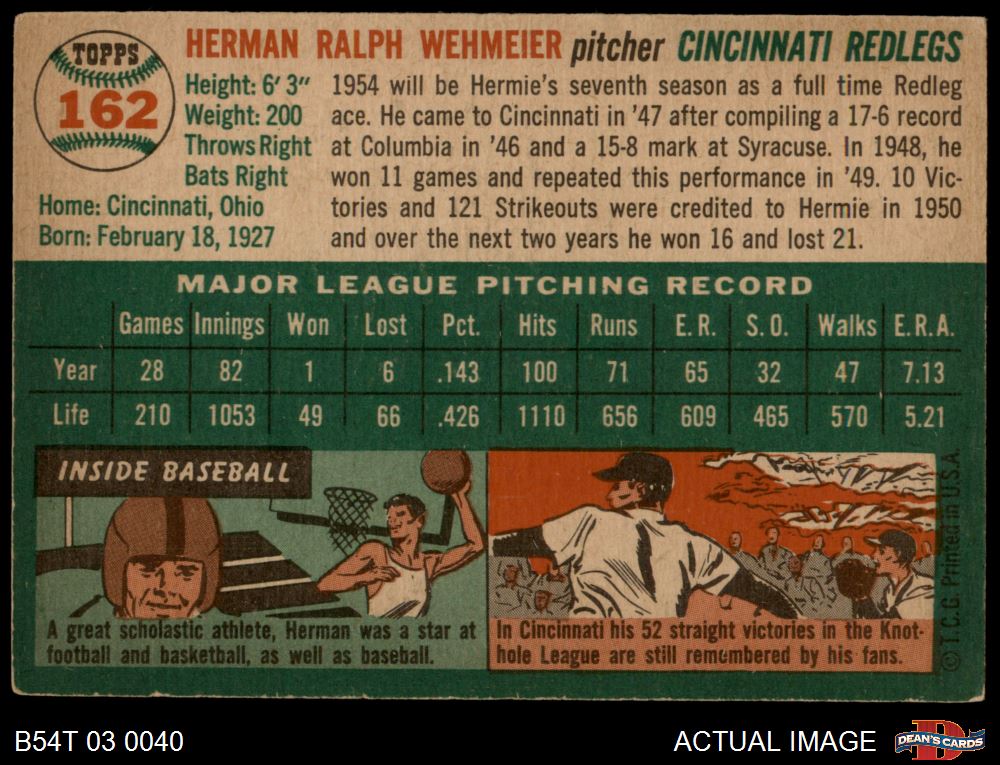 TOPPS
162
HERMAN RALPH WEHMEIER pitcher CINCINNATI REDLEGS
Height: 6' 3"
Weight: 200
Throws Right
Bats Right
Home: Cincinnati, Ohio
Born: February 18, 1927
1954 will be Hermie's seventh season as a full time Redleg
ace. He came to Cincinnati in '47 after compiling a 17-6 record
at Columbia in '46 and a 15-8 mark at Syracuse. In 1948, he
won 11 games and repeated this performance in '49. 10 Vic-
tories and 121 Strikeouts were credited to Hermie in 1950
and over the next two years he won 16 and lost 21.
MAJOR LEAGUE PITCHING RECORD
Games Innings Won Lost Pct. Hits Runs E.R. S.O. Walks E.R.A.
Year 28 82 1 6 .143 100 71 65 32 47 7.13
Life 210 1053 49 66 .426 1110 656 609 465 570 5.21
INSIDE BASEBALL
A great scholastic athlete, Herman was a star at
football and basketball, as well as baseball.
In Cincinnati his 52 straight victories in the Knot-
hole League are still remembered by his fans.
© T.C.G. Printed in U.S.A.
B54T 03 0040
ACTUAL IMAGE
DEAN'S CARDS